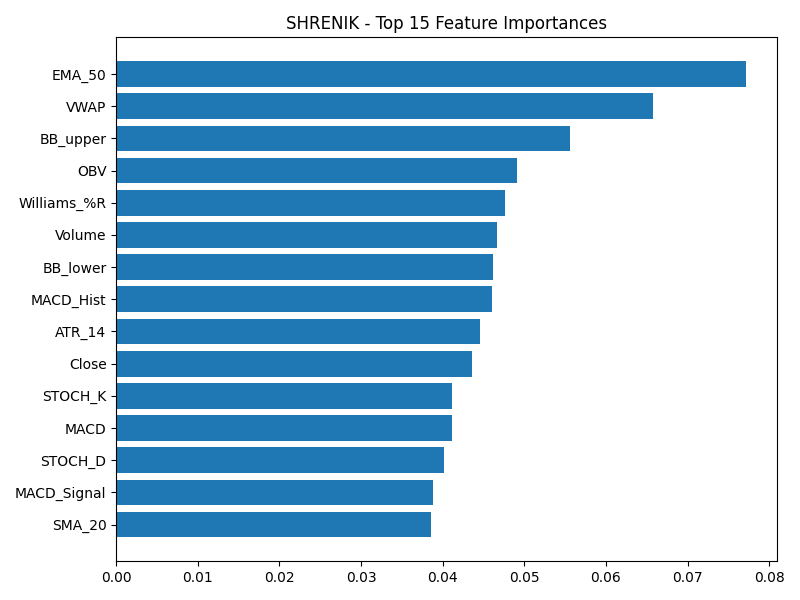 SHRENIK - Top 15 Feature Importances
EMA_50
VWAP
BB_upper
OBV
Williams_%R
Volume
BB_lower
MACD_Hist
ATR_14
Close
STOCH_K
MACD
STOCH_D
MACD_Signal
SMA_20
0.00 0.01 0.02 0.03 0.04 0.05 0.06 0.07 0.08